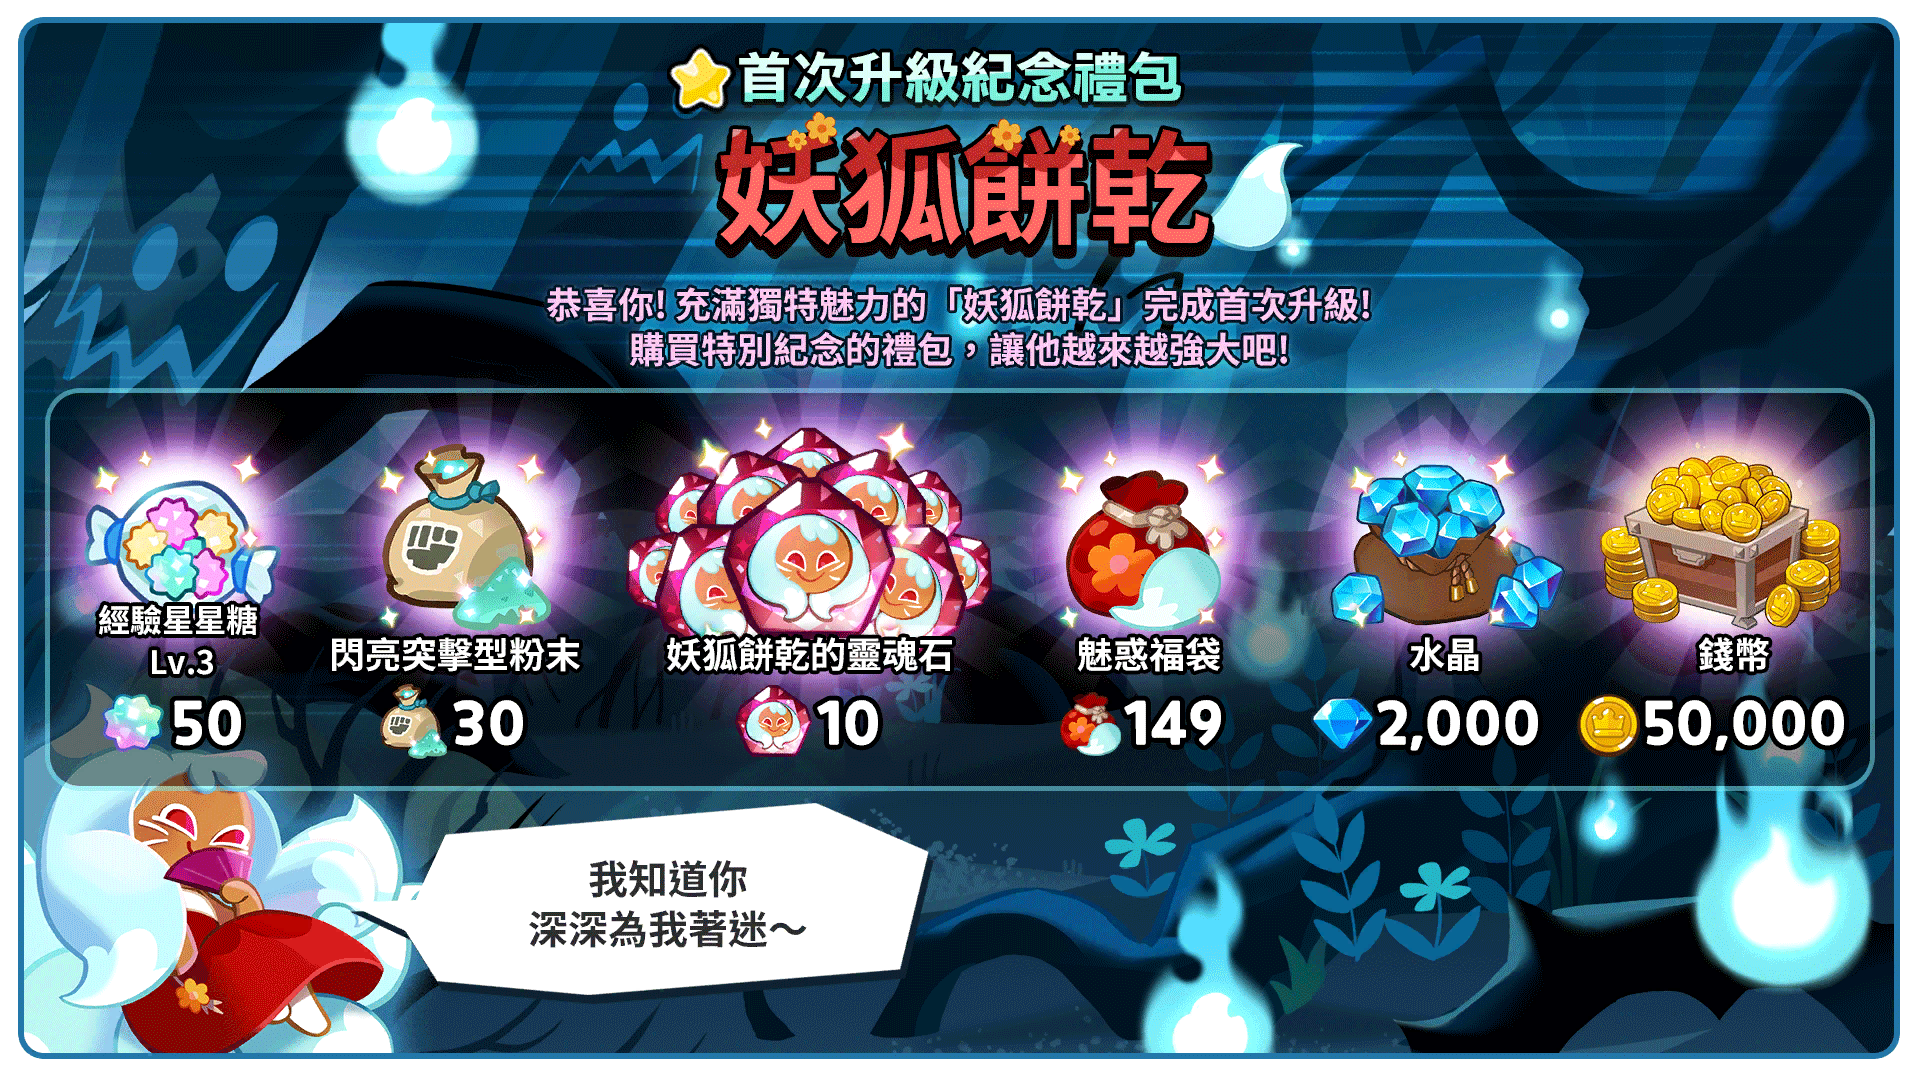 首次升級紀念禮包
妖狐餅乾
恭喜你! 充滿獨特魅力的「妖狐餅乾」完成首次升級!
購買特別紀念的禮包，讓他越來越強大吧!
經驗星星糖
Lv.3
50
閃亮突擊型粉末
30
妖狐餅乾的靈魂石
10
魅惑福袋
149
水晶
2,000
錢幣
50,000
我知道你
深深為我著迷～